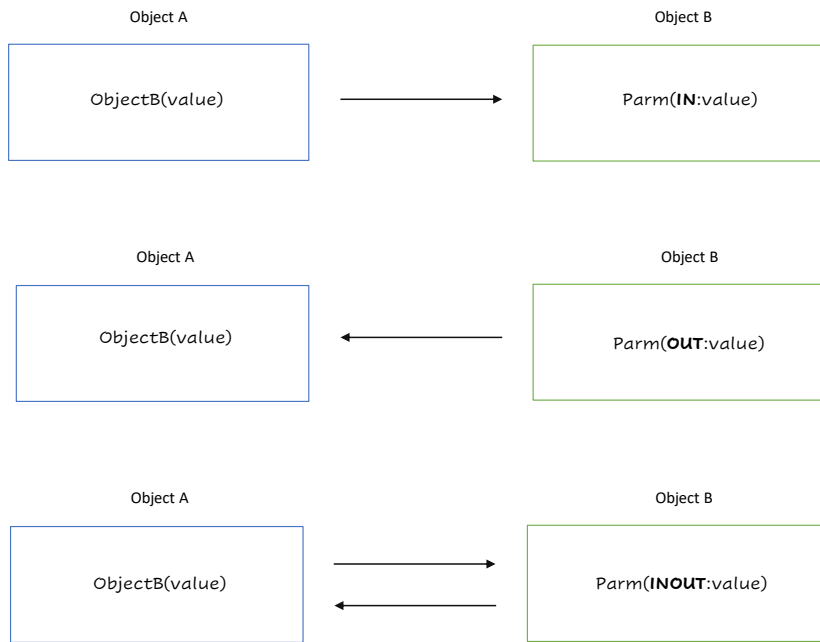 Object A
Object B
ObjectB(value)
Parm(IN:value)
Object A
Object B
ObjectB(value)
Parm(OUT:value)
Object A
Object B
ObjectB(value)
Parm(INOUT:value)